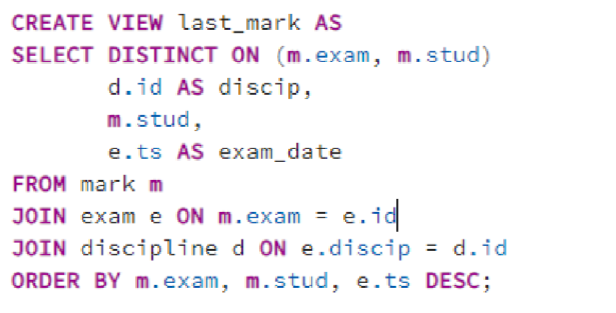 CREATE VIEW last_mark AS
SELECT DISTINCT ON (m.exam, m.stud)
d.id AS discip,
m.stud,
e.ts AS exam_date
FROM mark m
JOIN exam e ON m.exam = e.id
JOIN discipline d ON e.discip = d.id
ORDER BY m.exam, m.stud, e.ts DESC;